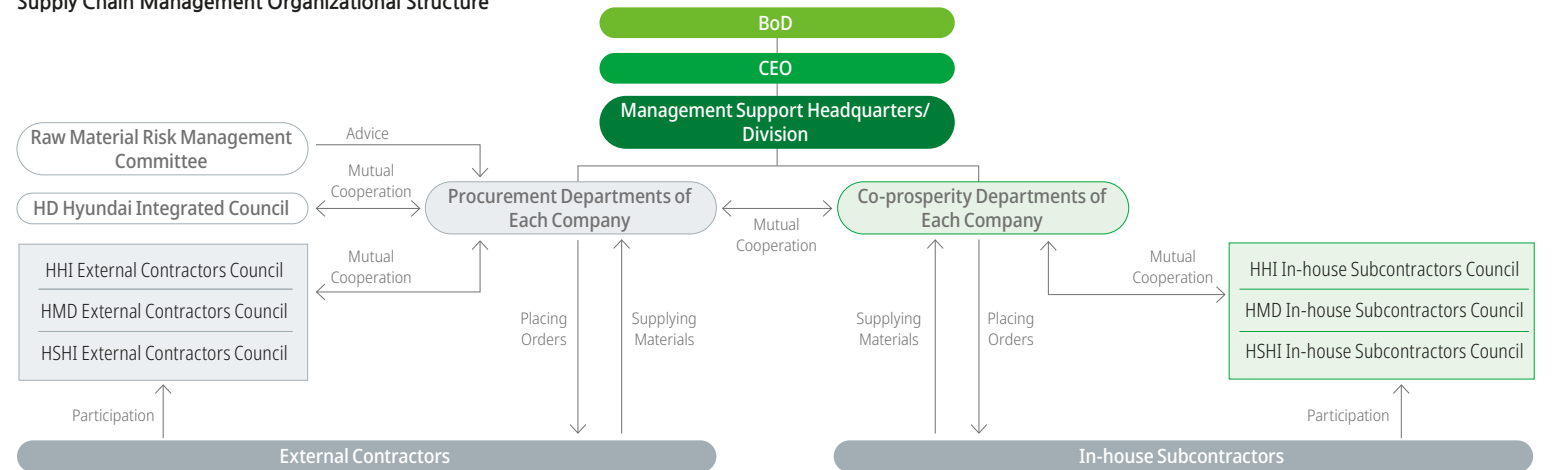 Supply Chain Management Organizational Structure
BoD
CEO
Management Support Headquarters/
Division
Raw Material Risk Management
Committee
Advice
Mutual
Cooperation
HD Hyundai Integrated Council
Procurement Departments of
Each Company
Mutual
Cooperation
Co-prosperity Departments of
Each Company
HHI External Contractors Council
HMD External Contractors Council
HSHI External Contractors Council
Mutual
Cooperation
Mutual
Cooperation
HHI In-house Subcontractors Council
HMD In-house Subcontractors Council
HSHI In-house Subcontractors Council
Placing
Orders
Supplying
Materials
Supplying
Materials
Placing
Orders
Participation
Participation
External Contractors
In-house Subcontractors